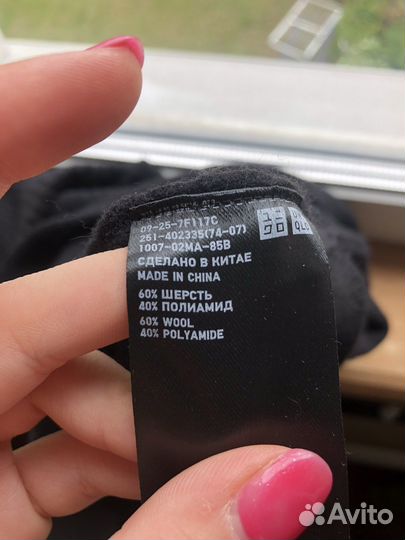 09-25-7F117C
251-402335(74-07)
1007-02MA-85B
СДЕЛАНО В КИТАЕ
MADE IN CHINA
60% ШЕРСТЬ
40% ПОЛИАМИД
60% WOOL
40% POLYAMIDE
Avito